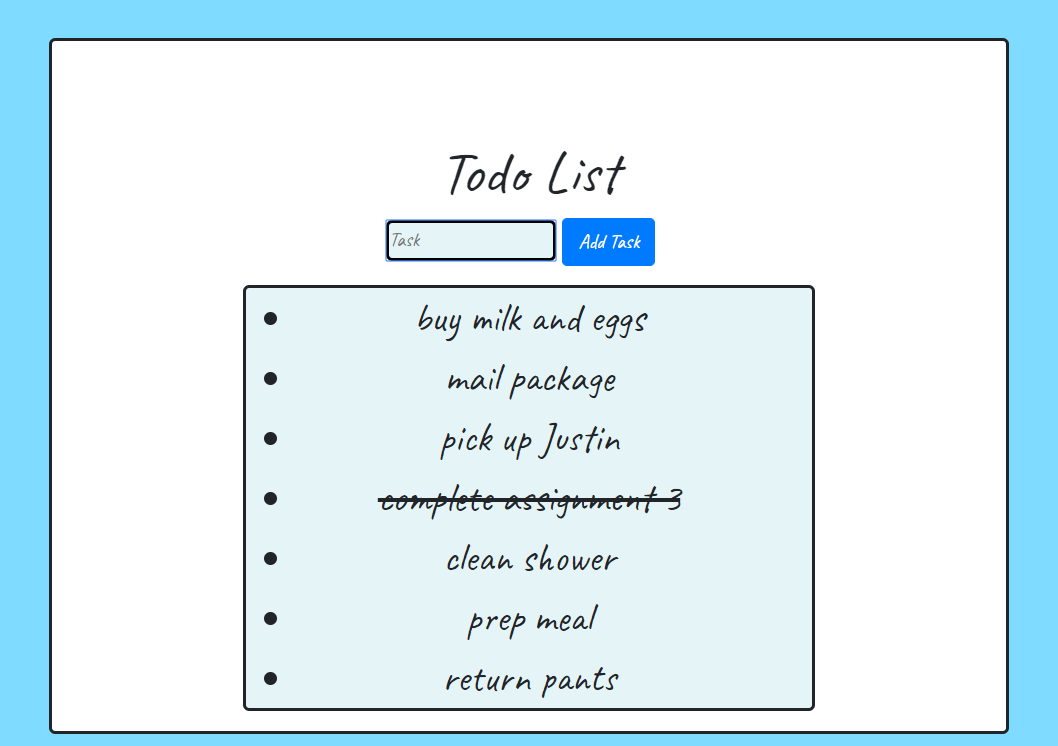 Todo List
Task
Add Task
buy milk and eggs
mail package
pick up Justin
complete assignment 3
clean shower
prep meal
return pants